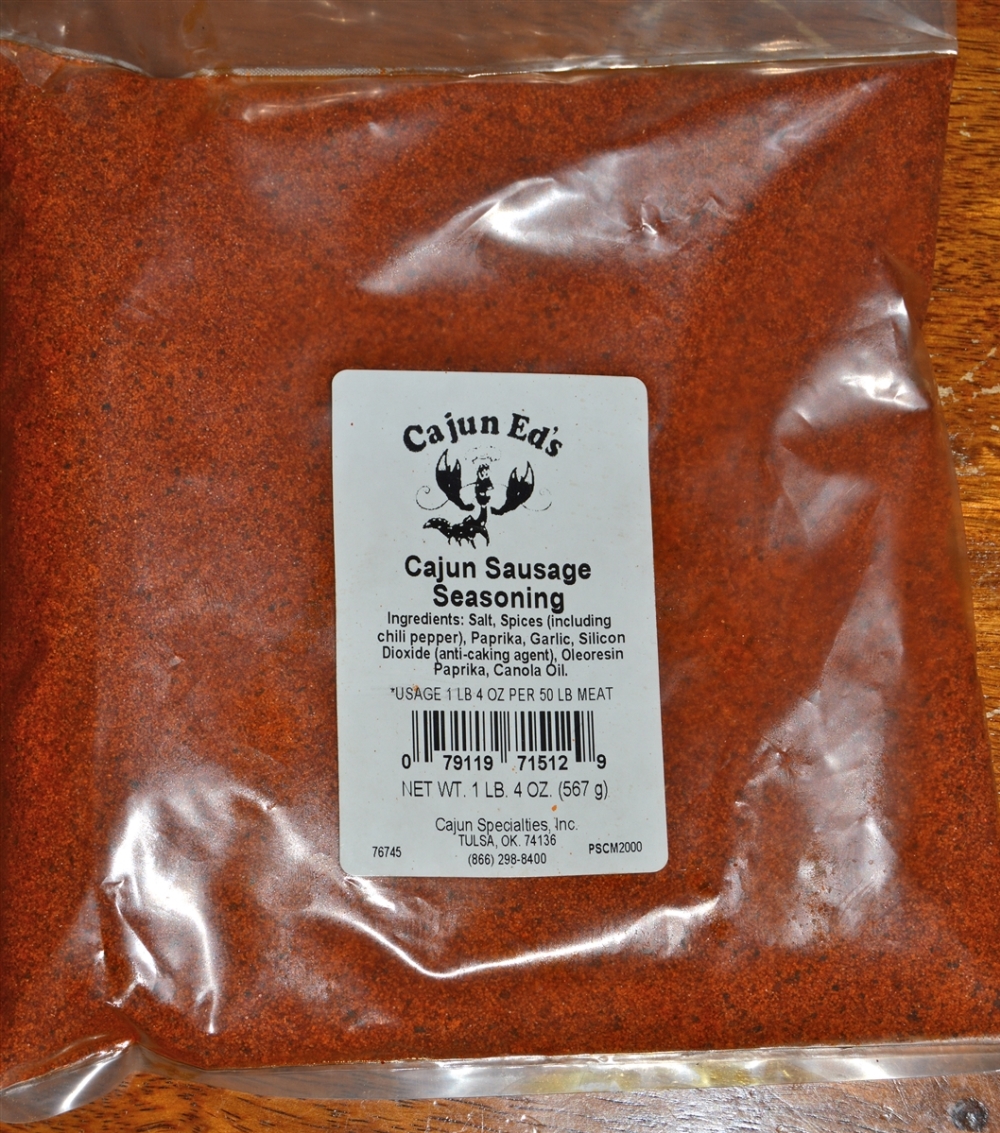 Cajun Ed's
Cajun Sausage
Seasoning
Ingredients: Salt, Spices (including
chili pepper), Paprika, Garlic, Silicon
Dioxide (anti-caking agent), Oleoresin
Paprika, Canola Oil.
*USAGE 1 LB 4 OZ PER 50 LB MEAT
0 79119 71512 9
NET WT. 1 LB. 4 OZ. (567 g)
Cajun Specialties, Inc.
TULSA, OK. 74136
(866) 298-8400
76745
PSCM2000